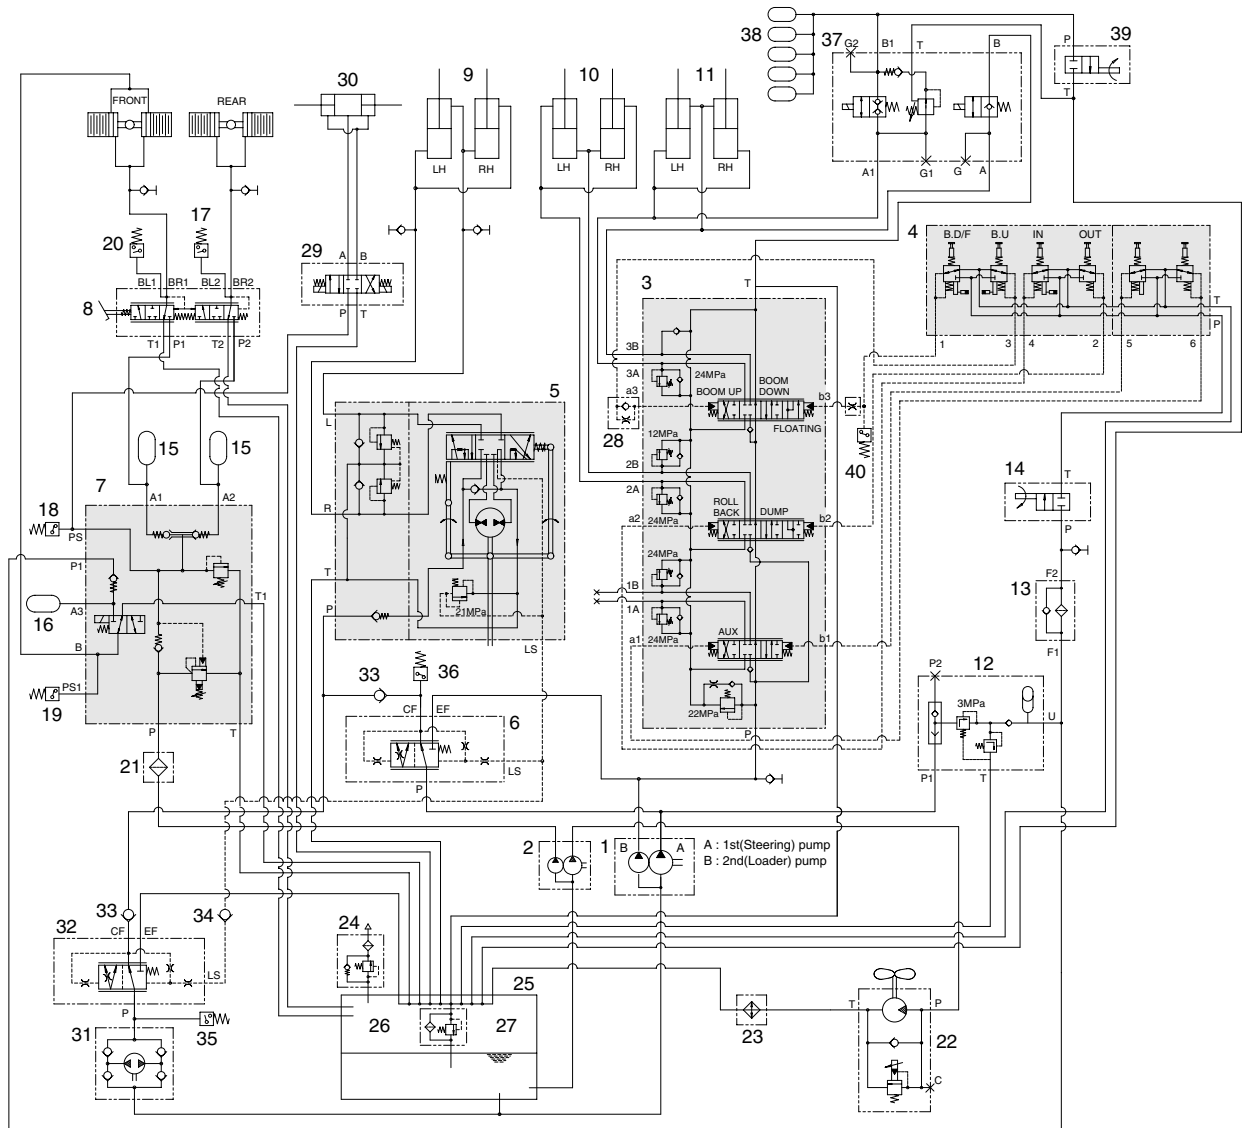 38
37
39
G2
B1
T
B
P
T
A1
G1
G
A
30
9
10
11
FRONT
REAR
LH
RH
LH
RH
LH
RH
20
17
BL1
BR1
BL2
BR2
8
T1
P1
T2
P2
29
A
B
P
T
4
B.D/F
B.U
IN
OUT
T
P
1
3
4
2
5
6
3
T
3B
3A
24MPa
a3
BOOM UP
BOOM
DOWN
b3
FLOATING
28
12MPa
2B
2A
24MPa
ROLL
BACK
DUMP
a2
b2
24MPa
1B
1A
24MPa
AUX
a1
b1
22MPa
P
40
5
L
R
T
P
21MPa
LS
15
15
7
A1
A2
18
PS
P1
T1
16
A3
B
PS1
19
P
T
14
T
P
F2
13
F1
12
P2
3MPa
U
P1
T
33
36
CF
EF
6
LS
P
21
2
1
B
A
A : 1st(Steering) pump
B : 2nd(Loader) pump
33
34
32
CF
EF
LS
P
31
35
24
25
26
27
23
T
P
22
C